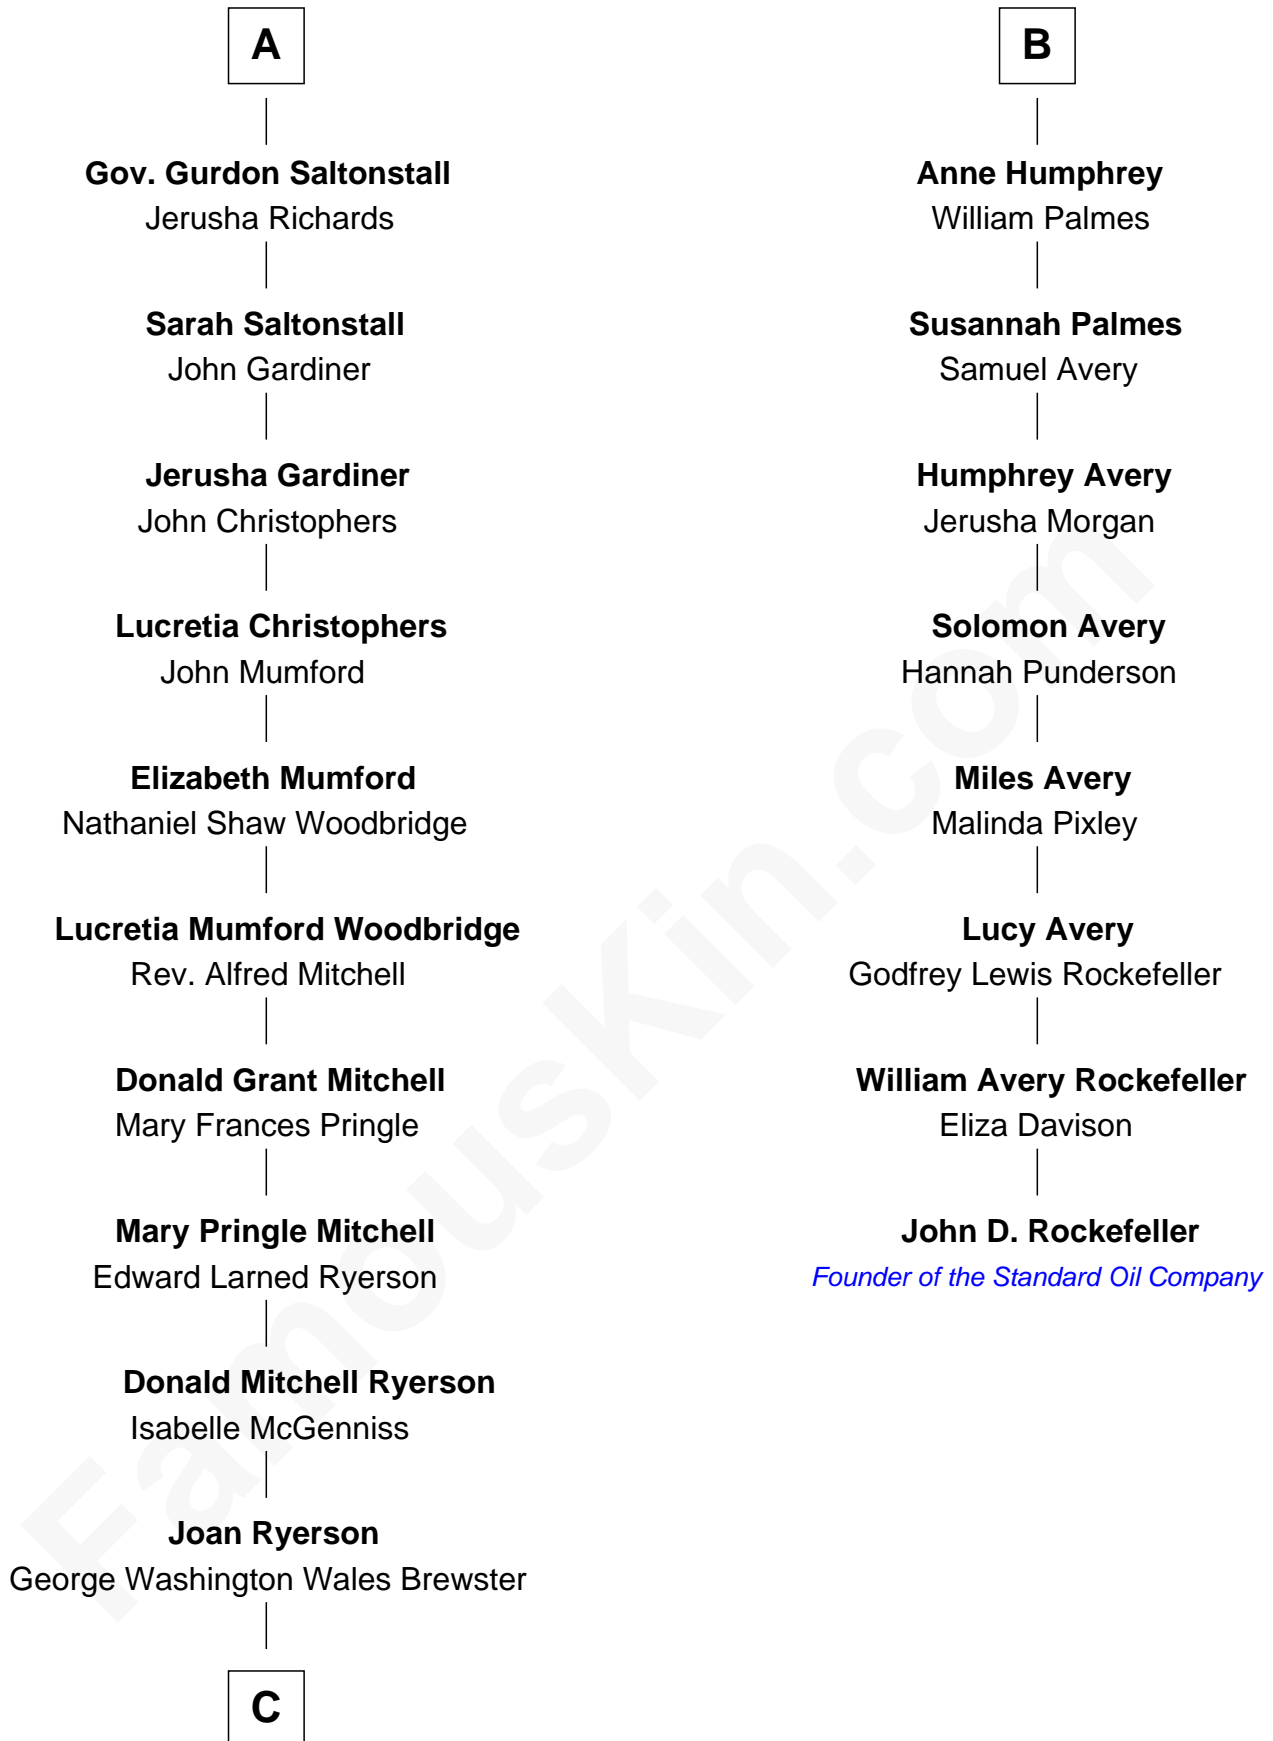 A
Gov. Gurdon Saltonstall
Jerusha Richards
Sarah Saltonstall
John Gardiner
Jerusha Gardiner
John Christophers
Lucretia Christophers
John Mumford
Elizabeth Mumford
Nathaniel Shaw Woodbridge
Lucretia Mumford Woodbridge
Rev. Alfred Mitchell
Donald Grant Mitchell
Mary Frances Pringle
Mary Pringle Mitchell
Edward Larned Ryerson
Donald Mitchell Ryerson
Isabelle McGenniss
Joan Ryerson
George Washington Wales Brewster
C
B
Anne Humphrey
William Palmes
Susannah Palmes
Samuel Avery
Humphrey Avery
Jerusha Morgan
Solomon Avery
Hannah Punderson
Miles Avery
Malinda Pixley
Lucy Avery
Godfrey Lewis Rockefeller
William Avery Rockefeller
Eliza Davison
John D. Rockefeller
Founder of the Standard Oil Company
FamousKin.com